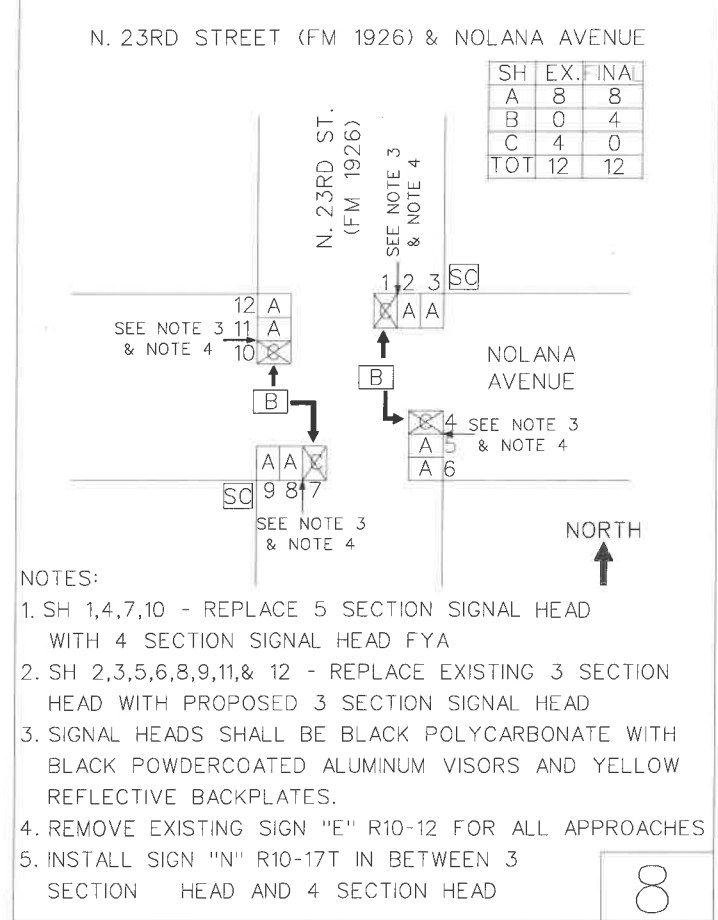 N. 23RD STREET (FM 1926) & NOLANA AVENUE
SH EX. FINAL
A 8 8
B 0 4
C 4 0
TOT 12 12
N. 23RD ST.
(FM 1926)
SEE NOTE 3
& NOTE 4
1 2 3 SC
C A A
12 A
11 A
10 C
SEE NOTE 3
& NOTE 4
B
B
NOLANA
AVENUE
C 4
A 5
A 6
SEE NOTE 3
& NOTE 4
A A C
SC 9 8 7
SEE NOTE 3
& NOTE 4
NORTH
NOTES:
1. SH 1,4,7,10 - REPLACE 5 SECTION SIGNAL HEAD
WITH 4 SECTION SIGNAL HEAD FYA
2. SH 2,3,5,6,8,9,11,& 12 - REPLACE EXISTING 3 SECTION
HEAD WITH PROPOSED 3 SECTION SIGNAL HEAD
3. SIGNAL HEADS SHALL BE BLACK POLYCARBONATE WITH
BLACK POWDERCOATED ALUMINUM VISORS AND YELLOW
REFLECTIVE BACKPLATES.
4. REMOVE EXISTING SIGN "E" R10-12 FOR ALL APPROACHES
5. INSTALL SIGN "N" R10-17T IN BETWEEN 3
SECTION HEAD AND 4 SECTION HEAD
8